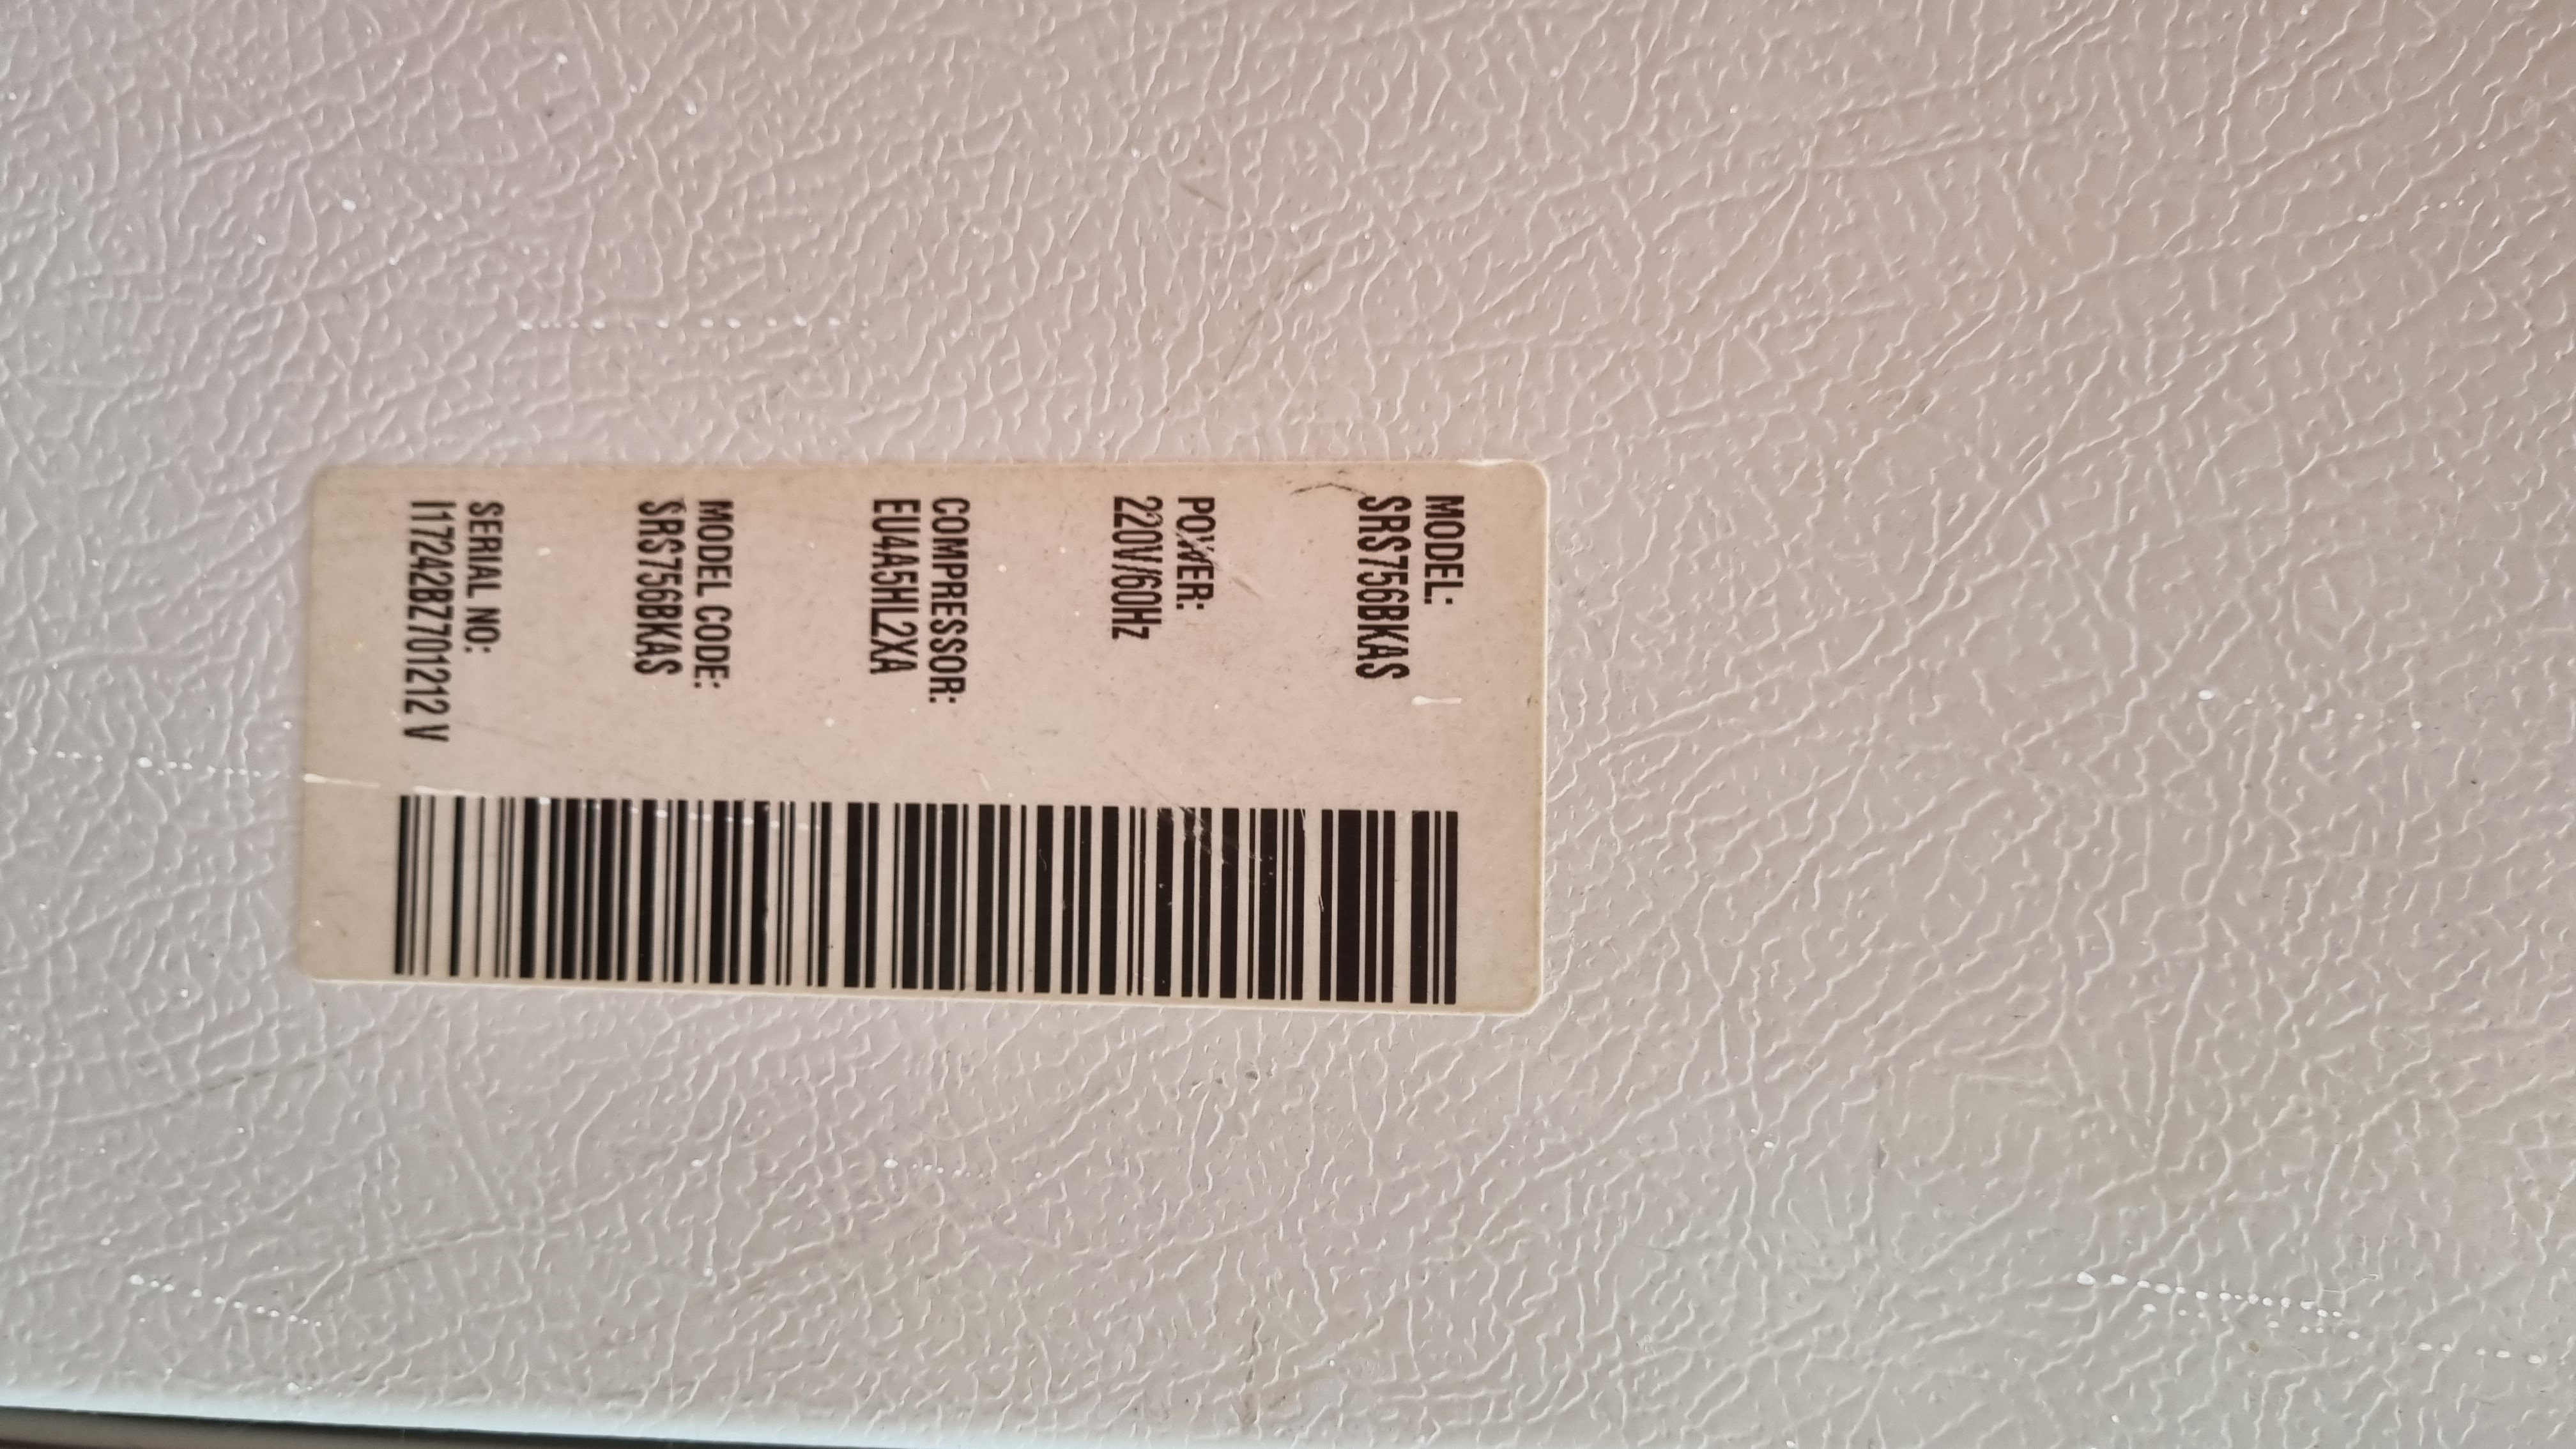 MODEL:
SRS756BKAS
POWER:
220V/60Hz
COMPRESSOR:
EU4A5HL2XA
MODEL CODE:
SRS756BKAS
SERIAL NO:
I17242BZ701212 V